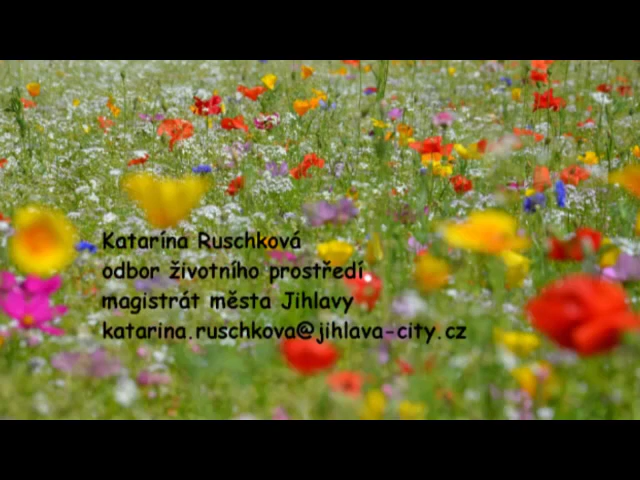 Katarína Ruschková
odbor životního prostředí
magistrát města Jihlavy
katarina.ruschkova@jihlava-city.cz